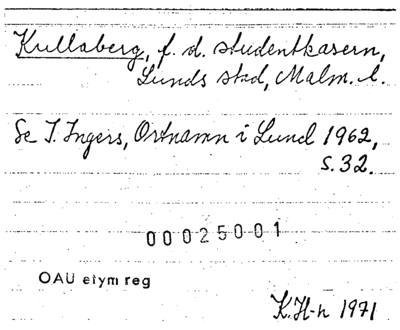 Kullaberg, f. d. studentkasern,
Lunds stad, Malm. l.
Se I. Ingers, Ortnamn i Lund 1962,
s. 32.
00025001
OAU etym reg
K.H-n 1971